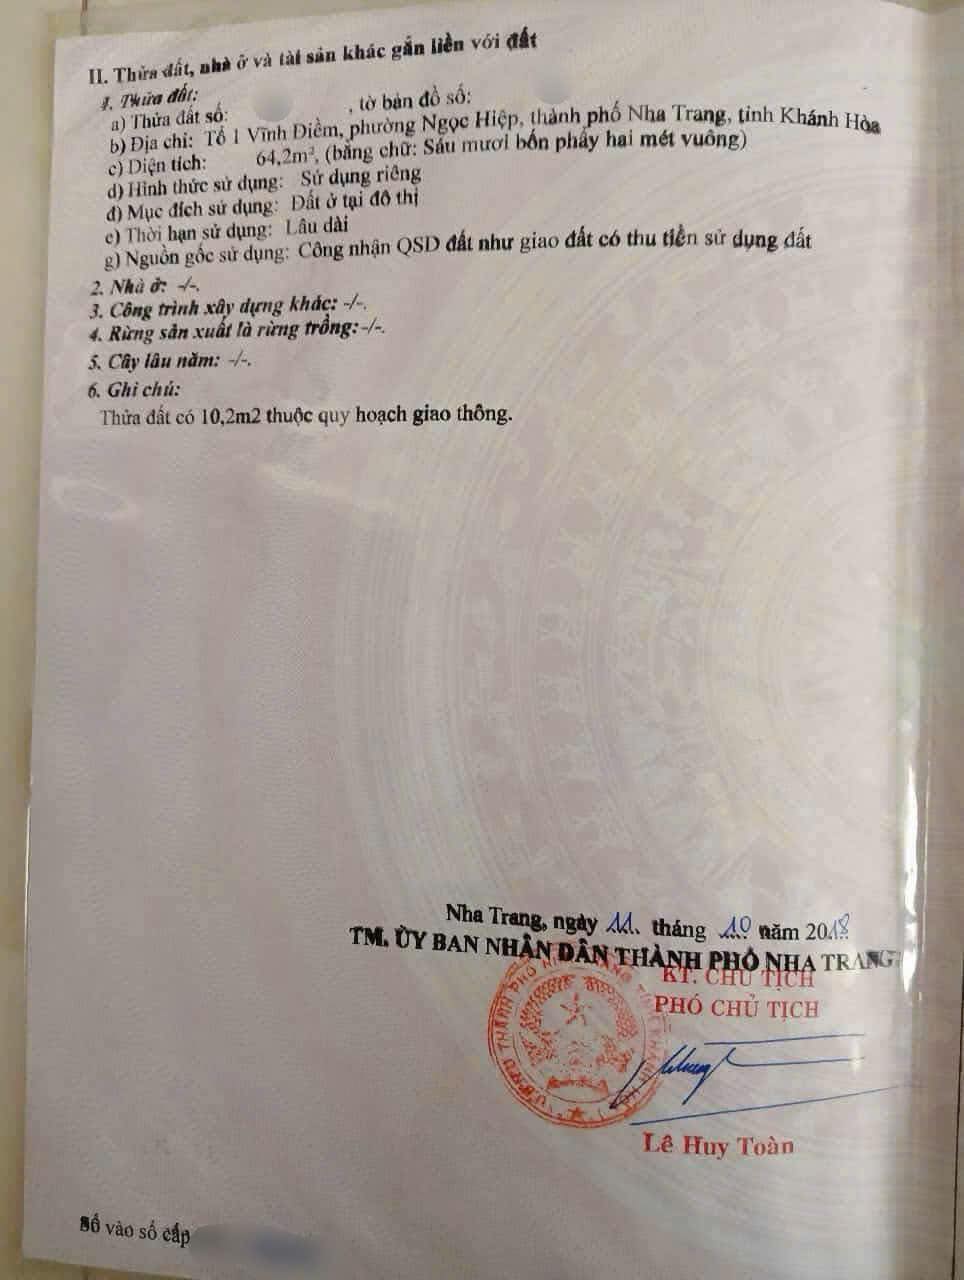 II. Thửa đất, nhà ở và tài sản khác gắn liền với đất
1. Thửa đất:
a) Thửa đất số: , tờ bản đồ số:
b) Địa chỉ: Tổ 1 Vĩnh Điềm, phường Ngọc Hiệp, thành phố Nha Trang, tỉnh Khánh Hòa
c) Diện tích: 64,2m², (bằng chữ: Sáu mươi bốn phẩy hai mét vuông)
d) Hình thức sử dụng: Sử dụng riêng
đ) Mục đích sử dụng: Đất ở tại đô thị
e) Thời hạn sử dụng: Lâu dài
g) Nguồn gốc sử dụng: Công nhận QSD đất như giao đất có thu tiền sử dụng đất
2. Nhà ở: -/-.
3. Công trình xây dựng khác: -/-.
4. Rừng sản xuất là rừng trồng: -/-.
5. Cây lâu năm: -/-.
6. Ghi chú:
Thửa đất có 10,2m2 thuộc quy hoạch giao thông.
Nha Trang, ngày 11. tháng 10 năm 2018
TM. ỦY BAN NHÂN DÂN THÀNH PHỐ NHA TRANG
KT. CHỦ TỊCH
PHÓ CHỦ TỊCH
Lê Huy Toàn
Số vào sổ cấp